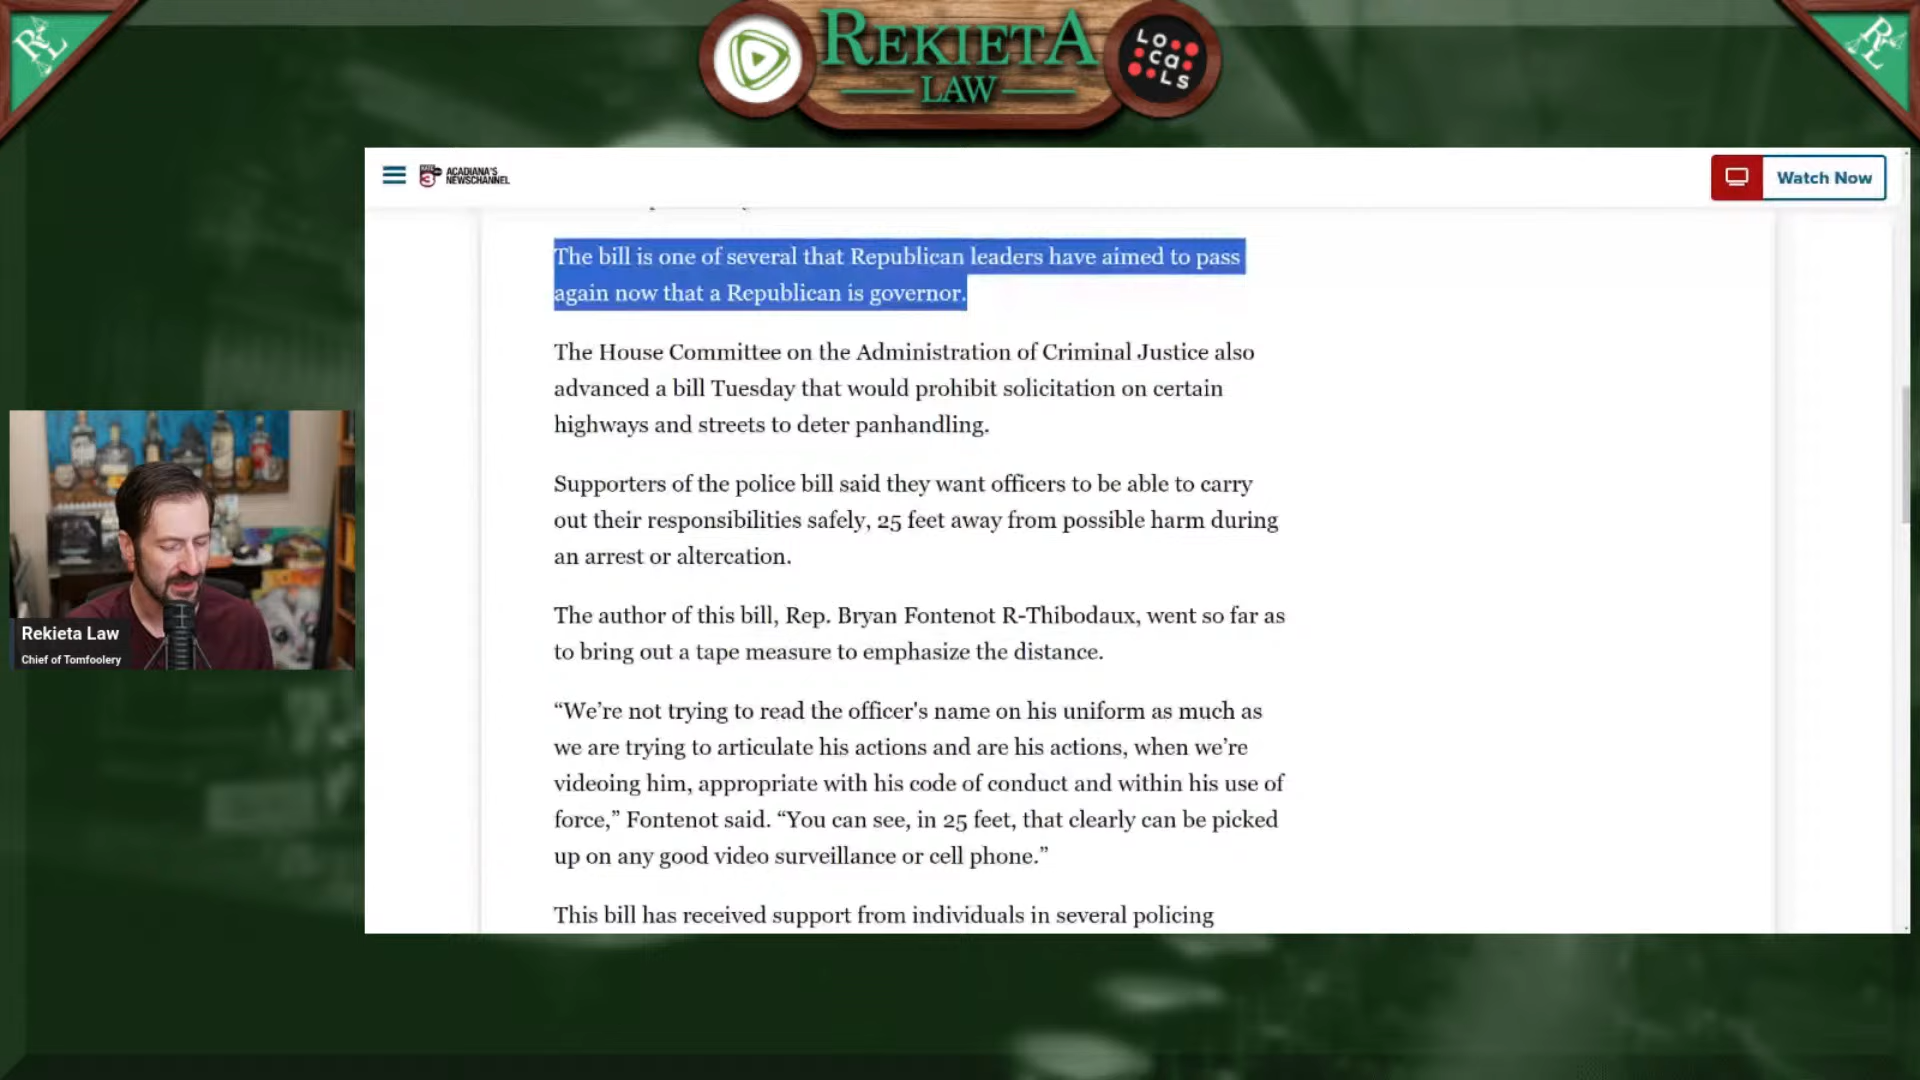 REKIETA
LAW
LOcaLS
RL
RL
3
ACADIANA'S
NEWSCHANNEL
Watch Now
The bill is one of several that Republican leaders have aimed to pass
again now that a Republican is governor.
The House Committee on the Administration of Criminal Justice also
advanced a bill Tuesday that would prohibit solicitation on certain
highways and streets to deter panhandling.
Supporters of the police bill said they want officers to be able to carry
out their responsibilities safely, 25 feet away from possible harm during
an arrest or altercation.
The author of this bill, Rep. Bryan Fontenot R-Thibodaux, went so far as
to bring out a tape measure to emphasize the distance.
“We’re not trying to read the officer's name on his uniform as much as
we are trying to articulate his actions and are his actions, when we’re
videoing him, appropriate with his code of conduct and within his use of
force,” Fontenot said. “You can see, in 25 feet, that clearly can be picked
up on any good video surveillance or cell phone.”
This bill has received support from individuals in several policing
Rekieta Law
Chief of Tomfoolery